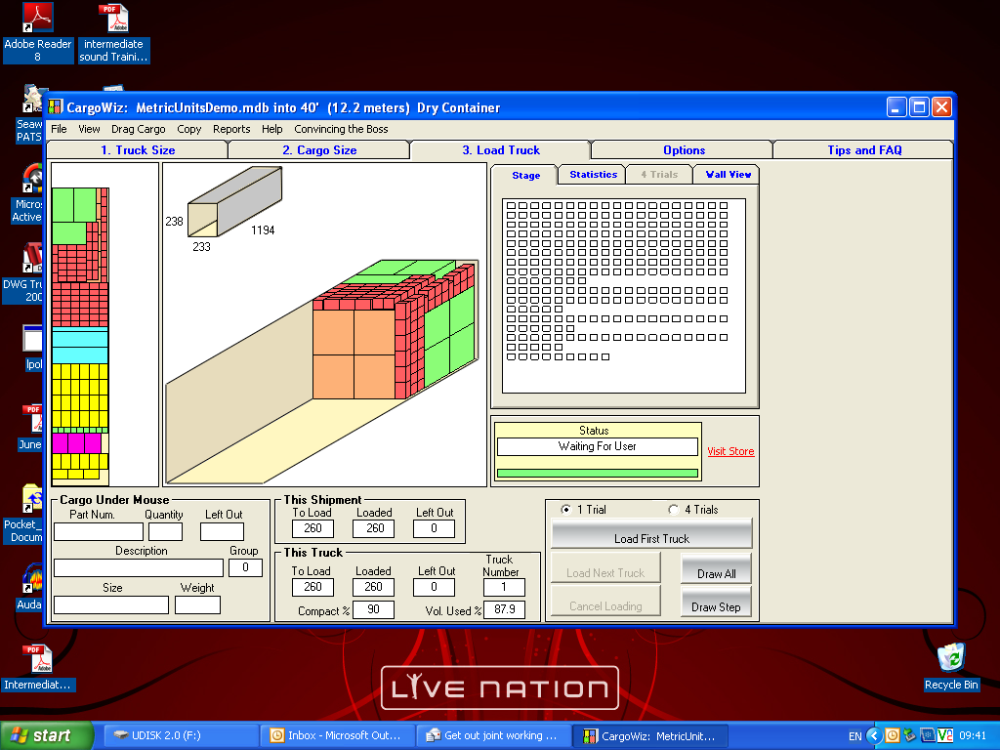 Adobe Reader
8
intermediate
sound Traini...
Seaw
PATS
Micros
Active
DWG Tru
200
lpol
June
Pocket_
Docum
Auda
Intermediat...
CargoWiz: MetricUnitsDemo.mdb into 40' (12.2 meters) Dry Container
File View Drag Cargo Copy Reports Help Convincing the Boss
1. Truck Size 2. Cargo Size 3. Load Truck Options Tips and FAQ
238
233
1194
Stage Statistics 4 Trials Wall View
Status
Waiting For User
Visit Store
Cargo Under Mouse
Part Num. Quantity Left Out
Description Group
0
Size Weight
This Shipment
To Load Loaded Left Out
260 260 0
This Truck
To Load Loaded Left Out Truck Number
260 260 0 1
Compact % 90 Vol. Used % 87.9
1 Trial 4 Trials
Load First Truck
Load Next Truck Draw All
Cancel Loading Draw Step
LIVE NATION
Recycle Bin
start UDISK 2.0 (F:) Inbox - Microsoft Out... Get out joint working ... CargoWiz: MetricUnit... EN 09:41